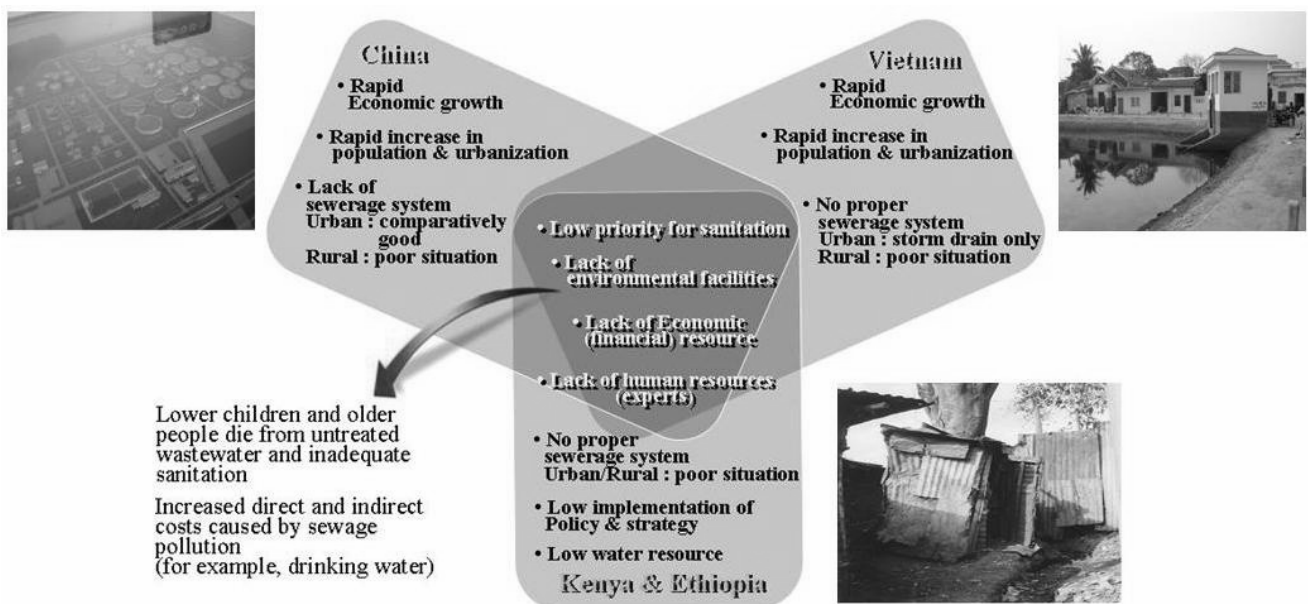 China
• Rapid
Economic growth
• Rapid increase in
population & urbanization
• Lack of
sewerage system
Urban : comparatively
good
Rural : poor situation
Vietnam
• Rapid
Economic growth
• Rapid increase in
population & urbanization
• No proper
sewerage system
Urban : storm drain only
Rural : poor situation
• Low priority for sanitation
• Lack of
environmental facilities
• Lack of Economic
(financial) resource
• Lack of human resources
(experts)
• No proper
sewerage system
Urban/Rural : poor situation
• Low implementation of
Policy & strategy
• Low water resource
Kenya & Ethiopia
Lower children and older
people die from untreated
wastewater and inadequate
sanitation
Increased direct and indirect
costs caused by sewage
pollution
(for example, drinking water)